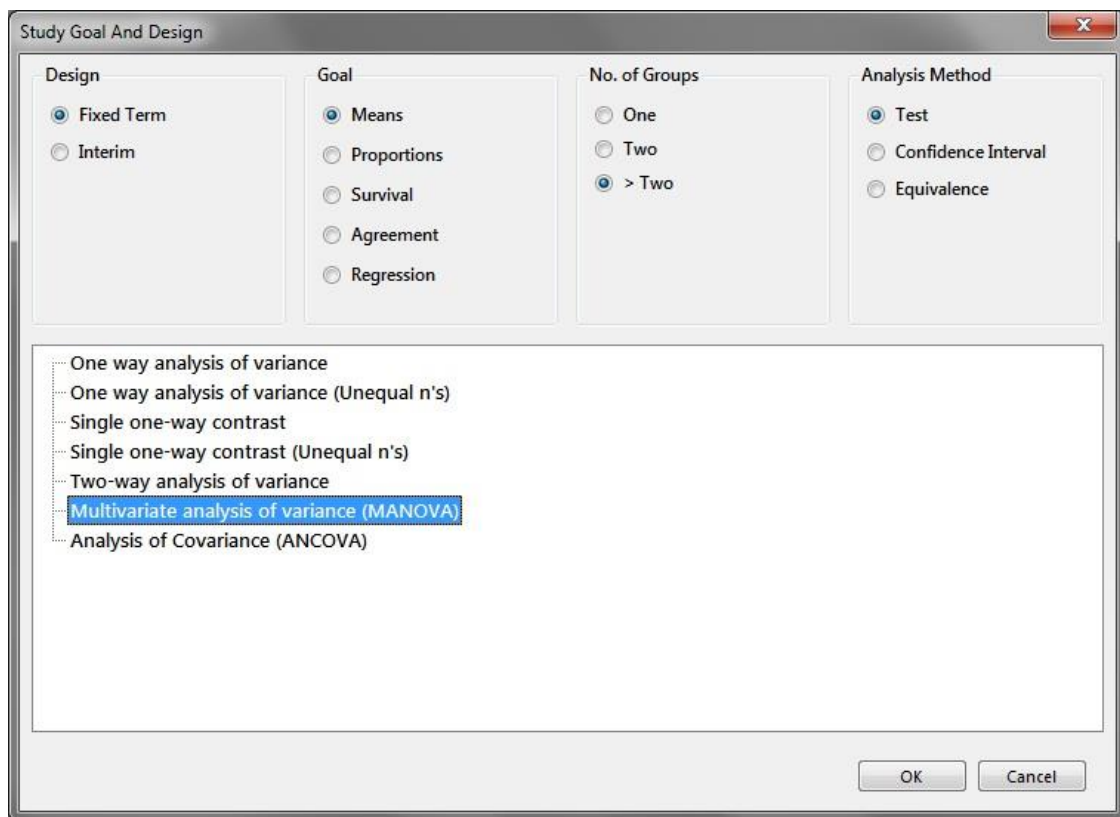 Study Goal And Design
Design
Fixed Term
Interim
Goal
Means
Proportions
Survival
Agreement
Regression
No. of Groups
One
Two
> Two
Analysis Method
Test
Confidence Interval
Equivalence
One way analysis of variance
One way analysis of variance (Unequal n's)
Single one-way contrast
Single one-way contrast (Unequal n's)
Two-way analysis of variance
Multivariate analysis of variance (MANOVA)
Analysis of Covariance (ANCOVA)
OK
Cancel